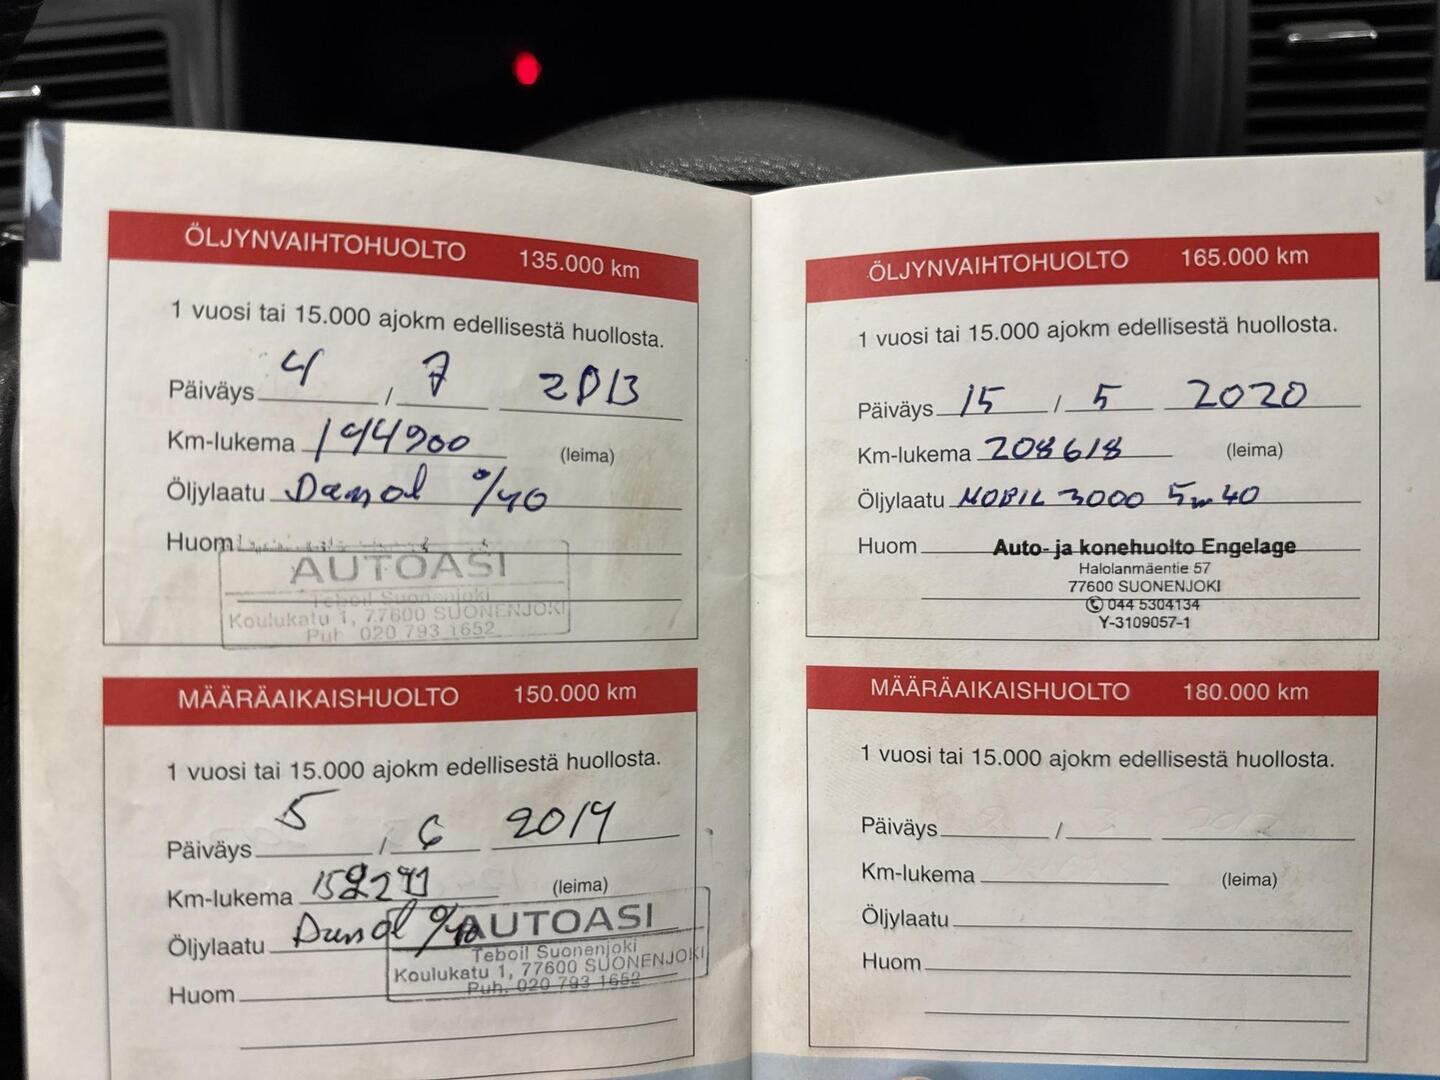 ÖLJYNVAIHTOHUOLTO 135.000 km
1 vuosi tai 15.000 ajokm edellisestä huollosta.
Päiväys 4 / 7 2013
Km-lukema 144900 (leima)
Öljylaatu 0/40
Huom
AUTOASI
Teboil Suonenjoki
Koulukatu 1, 77600 SUONENJOKI
Puh. 020 793 1652
MÄÄRÄAIKAISHUOLTO 150.000 km
1 vuosi tai 15.000 ajokm edellisestä huollosta.
Päiväys 5 / 6 2014
Km-lukema (leima)
Öljylaatu
AUTOASI
Teboil Suonenjoki
Koulukatu 1, 77600 SUONENJOKI
Puh. 020 793 1652
Huom
ÖLJYNVAIHTOHUOLTO 165.000 km
1 vuosi tai 15.000 ajokm edellisestä huollosta.
Päiväys 15 / 5 2020
Km-lukema 208618 (leima)
Öljylaatu MOBIL 3000 5w40
Huom Auto- ja konehuolto Engelage
Halolanmäentie 57
77600 SUONENJOKI
✆ 044 5304134
Y-3109057-1
MÄÄRÄAIKAISHUOLTO 180.000 km
1 vuosi tai 15.000 ajokm edellisestä huollosta.
Päiväys /
Km-lukema (leima)
Öljylaatu
Huom